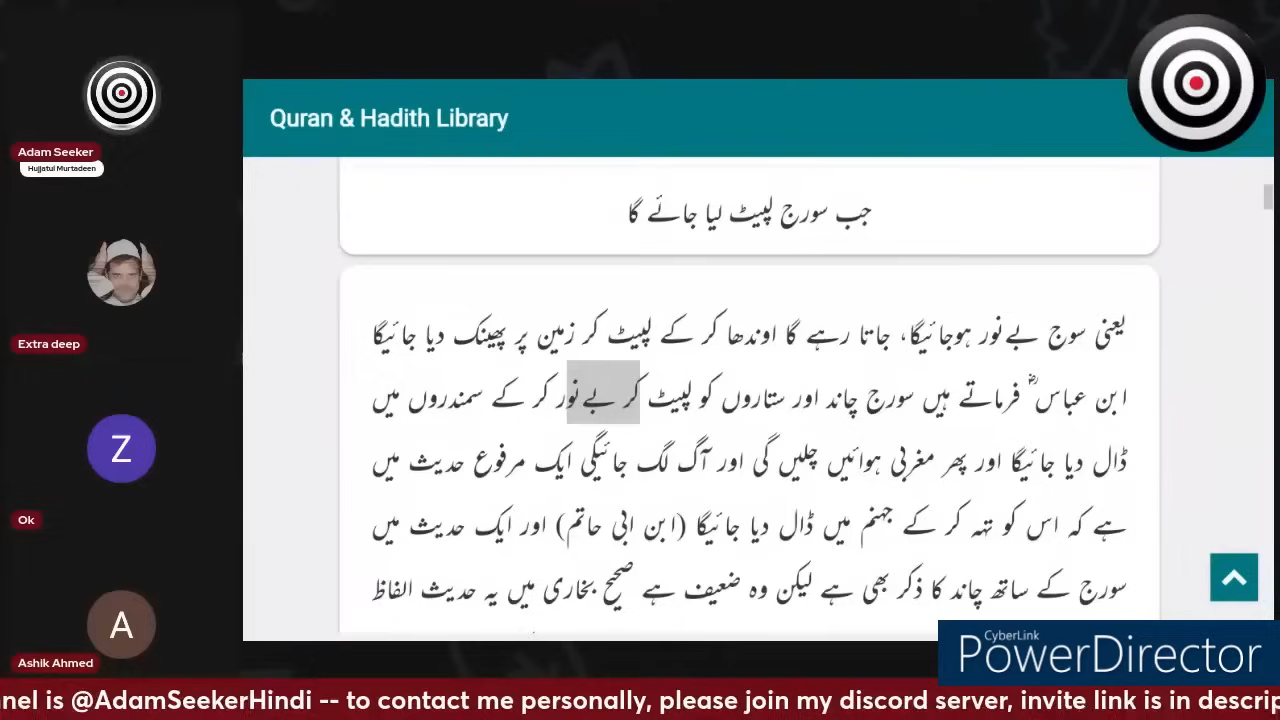 Quran & Hadith Library
Adam Seeker
Hujjatul Murtadeen
Extra deep
Z
Ok
A
Ashik Ahmed
جب سورج لپیٹ لیا جائے گا
یعنی سوج بےنور ہوجائیگا، جاتا رہے گا اوندھا کر کے لپیٹ کر زمین پر پھینک دیا جائیگا
ابن عباس ؓ فرماتے ہیں سورج چاند اور ستاروں کو لپیٹ کر بےنور کر کے سمندروں میں
ڈال دیا جائیگا اور پھر مغربی ہوائیں چلیں گی اور آگ لگ جائیگی ایک مرفوع حدیث میں
ہے کہ اس کو تہہ کر کے جہنم میں ڈال دیا جائیگا (ابن ابی حاتم) اور ایک حدیث میں
سورج کے ساتھ چاند کا ذکر بھی ہے لیکن وہ ضعیف ہے صحیح بخاری میں یہ حدیث الفاظ
CyberLink
PowerDirector
nel is @AdamSeekerHindi -- to contact me personally, please join my discord server, invite link is in descrip